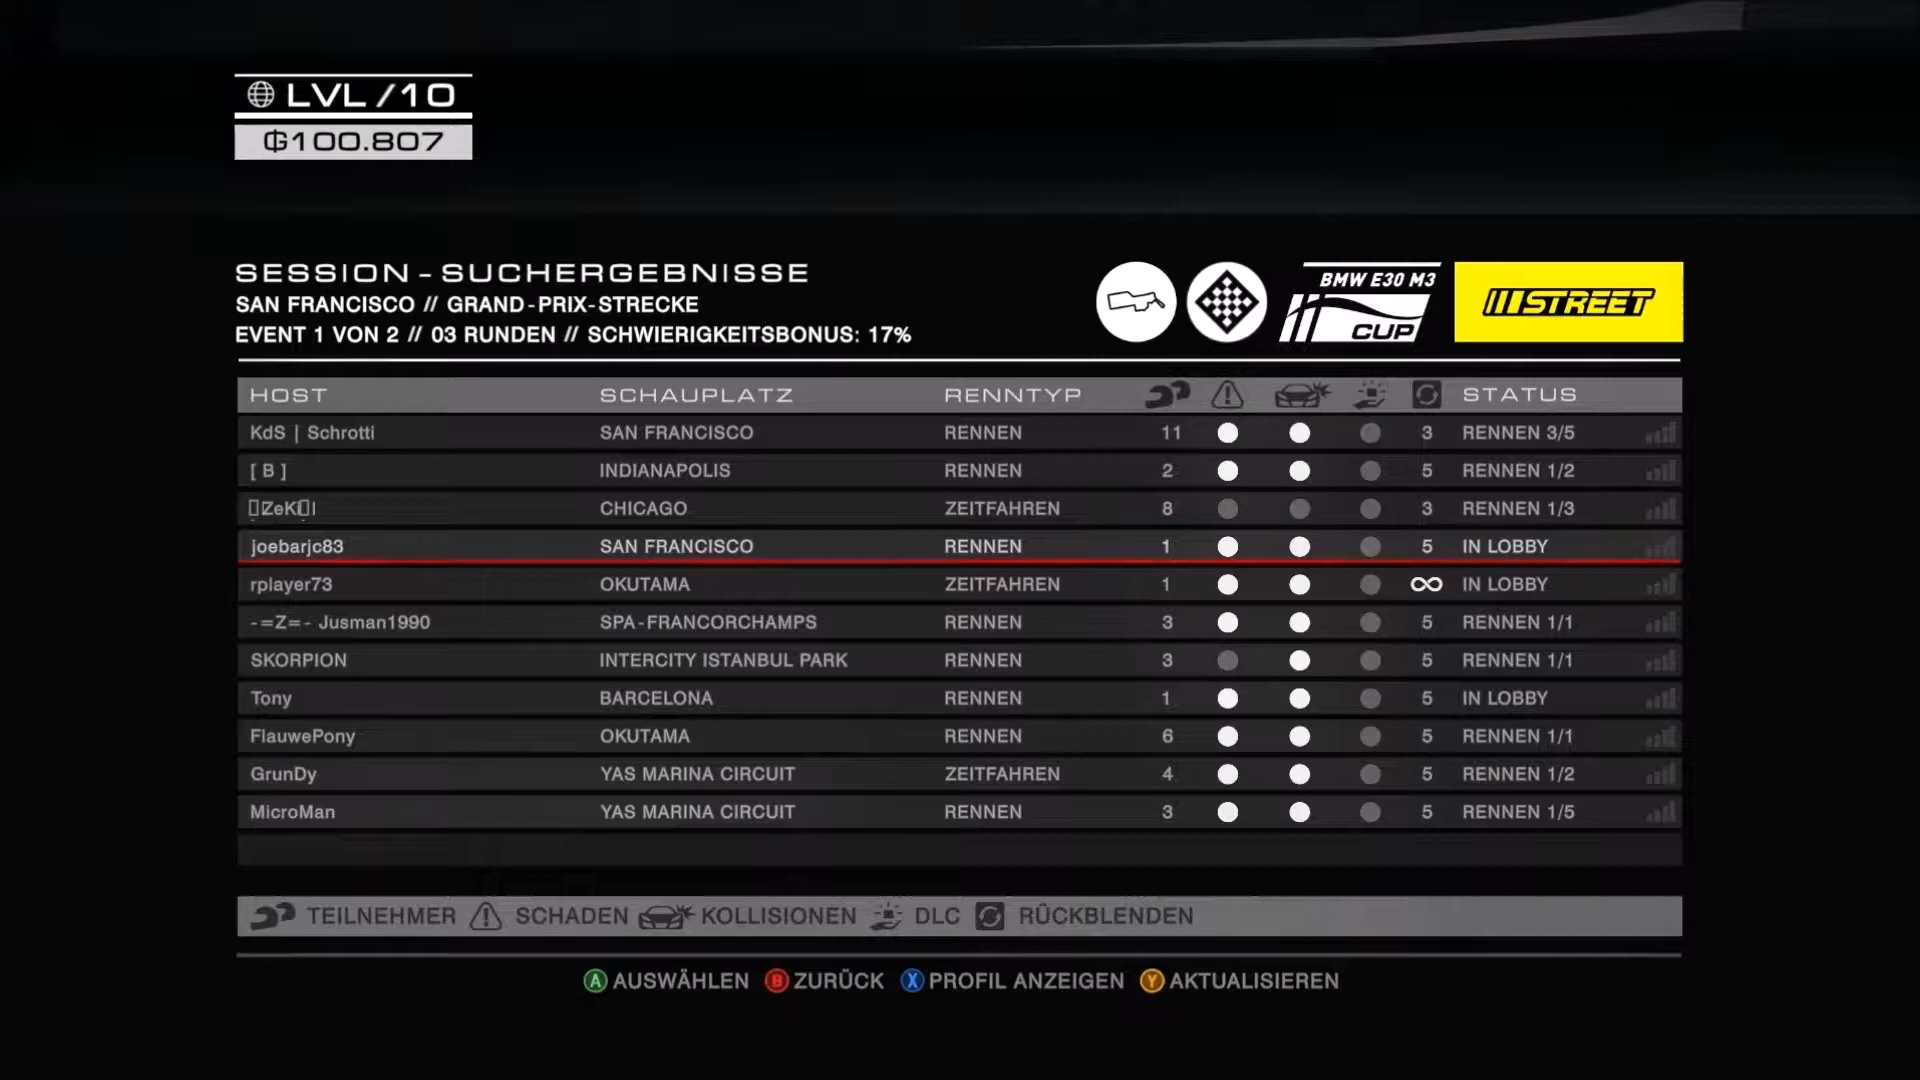 LVL/10
₲100.807
SESSION - SUCHERGEBNISSE
SAN FRANCISCO // GRAND-PRIX-STRECKE
EVENT 1 VON 2 // 03 RUNDEN // SCHWIERIGKEITSBONUS: 17%
BMW E30 M3
CUP
STREET
HOST SCHAUPLATZ RENNTYP STATUS
KdS | Schrotti SAN FRANCISCO RENNEN 11 3 RENNEN 3/5
[ B ] INDIANAPOLIS RENNEN 2 5 RENNEN 1/2
▯ZeKi▯l CHICAGO ZEITFAHREN 8 3 RENNEN 1/3
joebarjc83 SAN FRANCISCO RENNEN 1 5 IN LOBBY
rplayer73 OKUTAMA ZEITFAHREN 1 ∞ IN LOBBY
-=Z=- Jusman1990 SPA-FRANCORCHAMPS RENNEN 3 5 RENNEN 1/1
SKORPION INTERCITY ISTANBUL PARK RENNEN 3 5 RENNEN 1/1
Tony BARCELONA RENNEN 1 5 IN LOBBY
FlauwePony OKUTAMA RENNEN 6 5 RENNEN 1/1
GrunDy YAS MARINA CIRCUIT ZEITFAHREN 4 5 RENNEN 1/2
MicroMan YAS MARINA CIRCUIT RENNEN 3 5 RENNEN 1/5
TEILNEHMER SCHADEN KOLLISIONEN DLC RÜCKBLENDEN
A AUSWÄHLEN B ZURÜCK X PROFIL ANZEIGEN Y AKTUALISIEREN